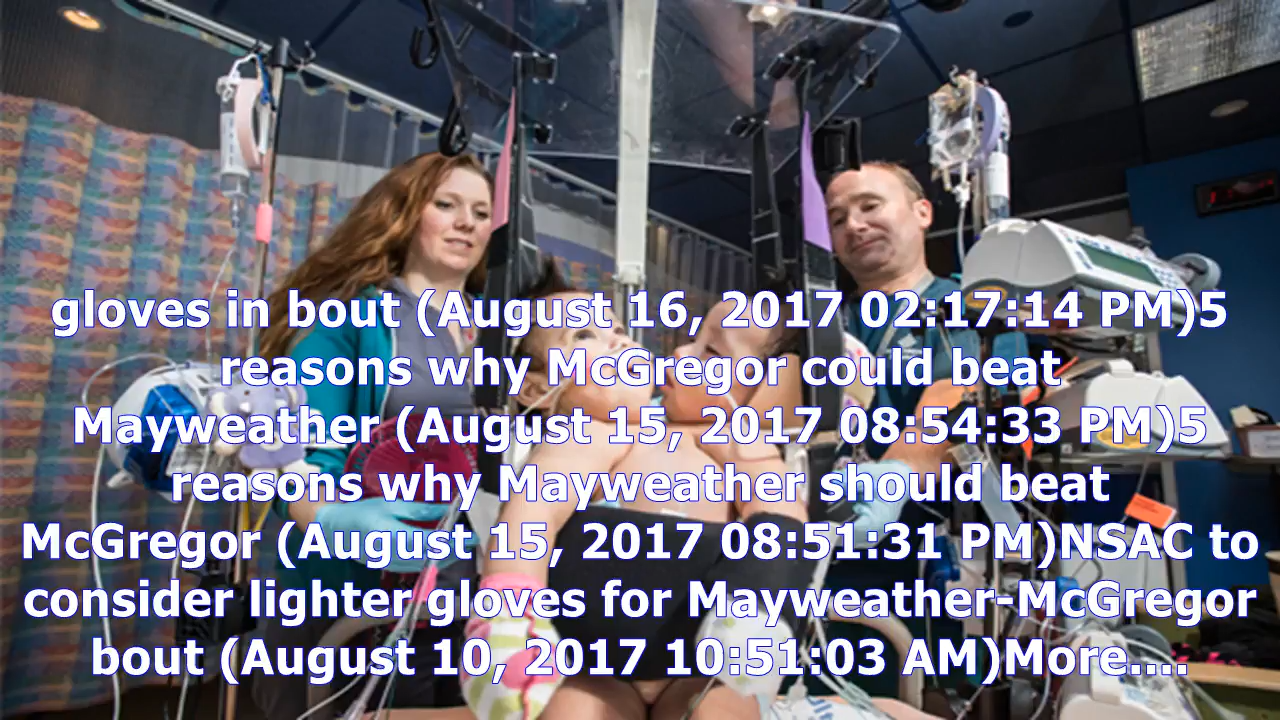 gloves in bout (August 16, 2017 02:17:14 PM)5
reasons why McGregor could beat
Mayweather (August 15, 2017 08:54:33 PM)5
reasons why Mayweather should beat
McGregor (August 15, 2017 08:51:31 PM)NSAC to
consider lighter gloves for Mayweather-McGregor
bout (August 10, 2017 10:51:03 AM)More....